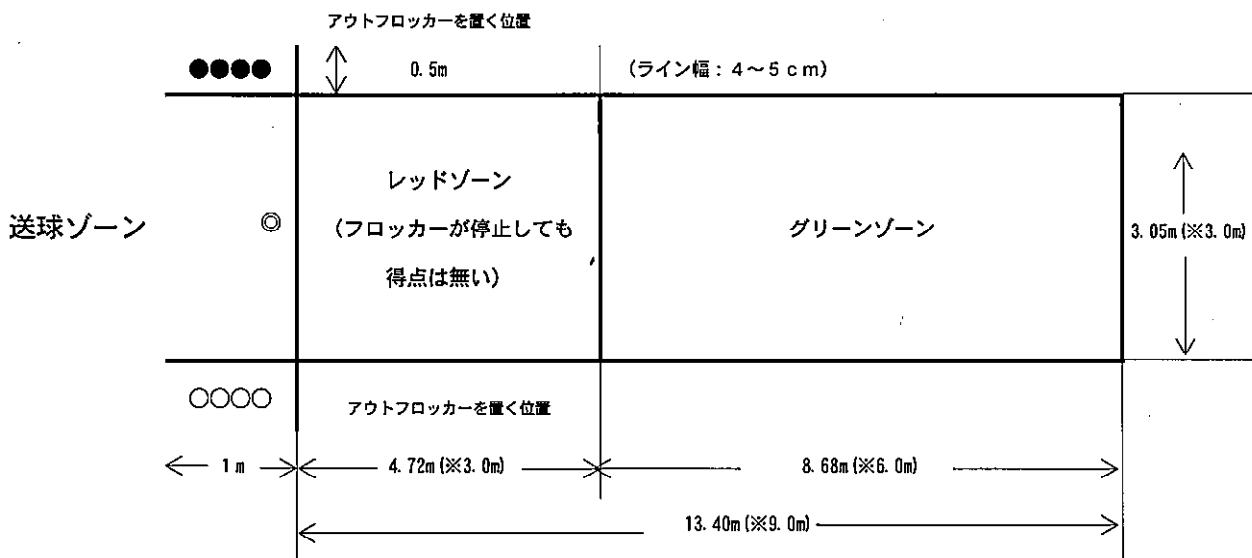 アウトフロッカーを置く位置
●●●● 0.5m (ライン幅:4~5cm)
レッドゾーン
送球ゾーン ◎ (フロッカーが停止しても グリーンゾーン 3.05m(※3.0m)
得点は無い)
○○○○ アウトフロッカーを置く位置
1m 4.72m(※3.0m) 8.68m(※6.0m)
13.40m(※9.0m)